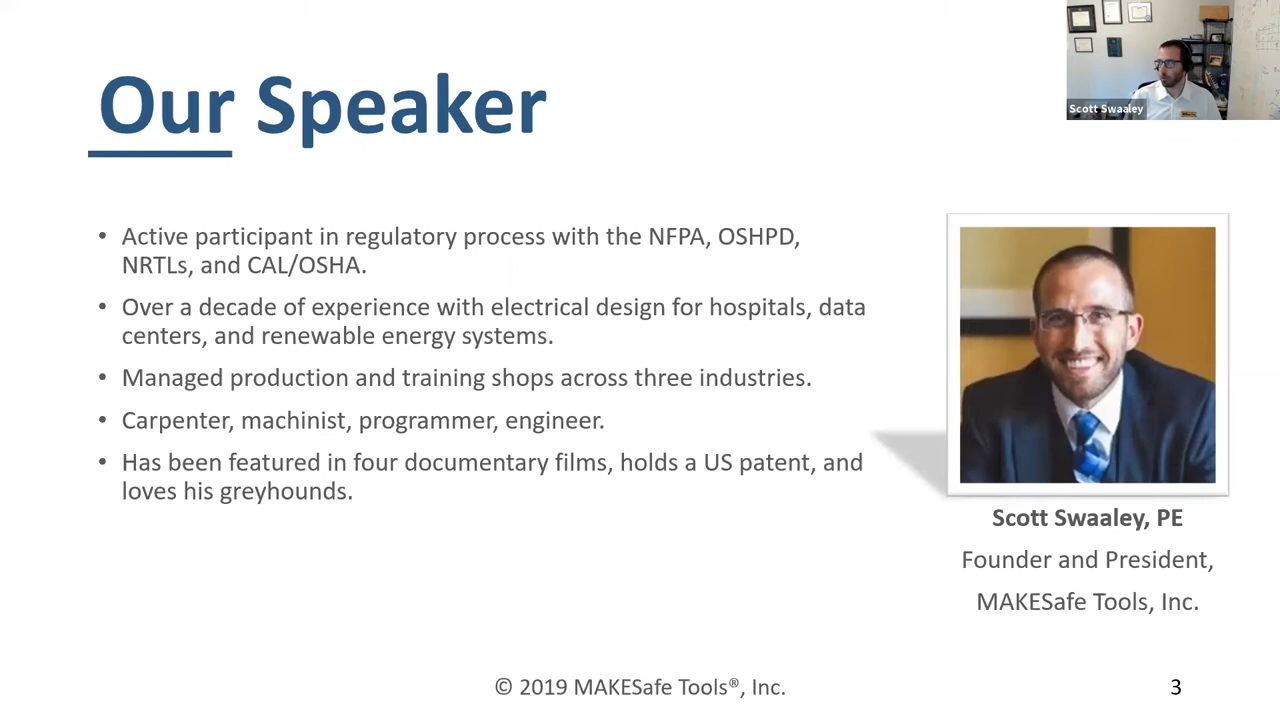 Scott Swaaley
Our Speaker
• Active participant in regulatory process with the NFPA, OSHPD,
NRTLs, and CAL/OSHA.
• Over a decade of experience with electrical design for hospitals, data
centers, and renewable energy systems.
• Managed production and training shops across three industries.
• Carpenter, machinist, programmer, engineer.
• Has been featured in four documentary films, holds a US patent, and
loves his greyhounds.
Scott Swaaley, PE
Founder and President,
MAKESafe Tools, Inc.
© 2019 MAKESafe Tools®, Inc.
3